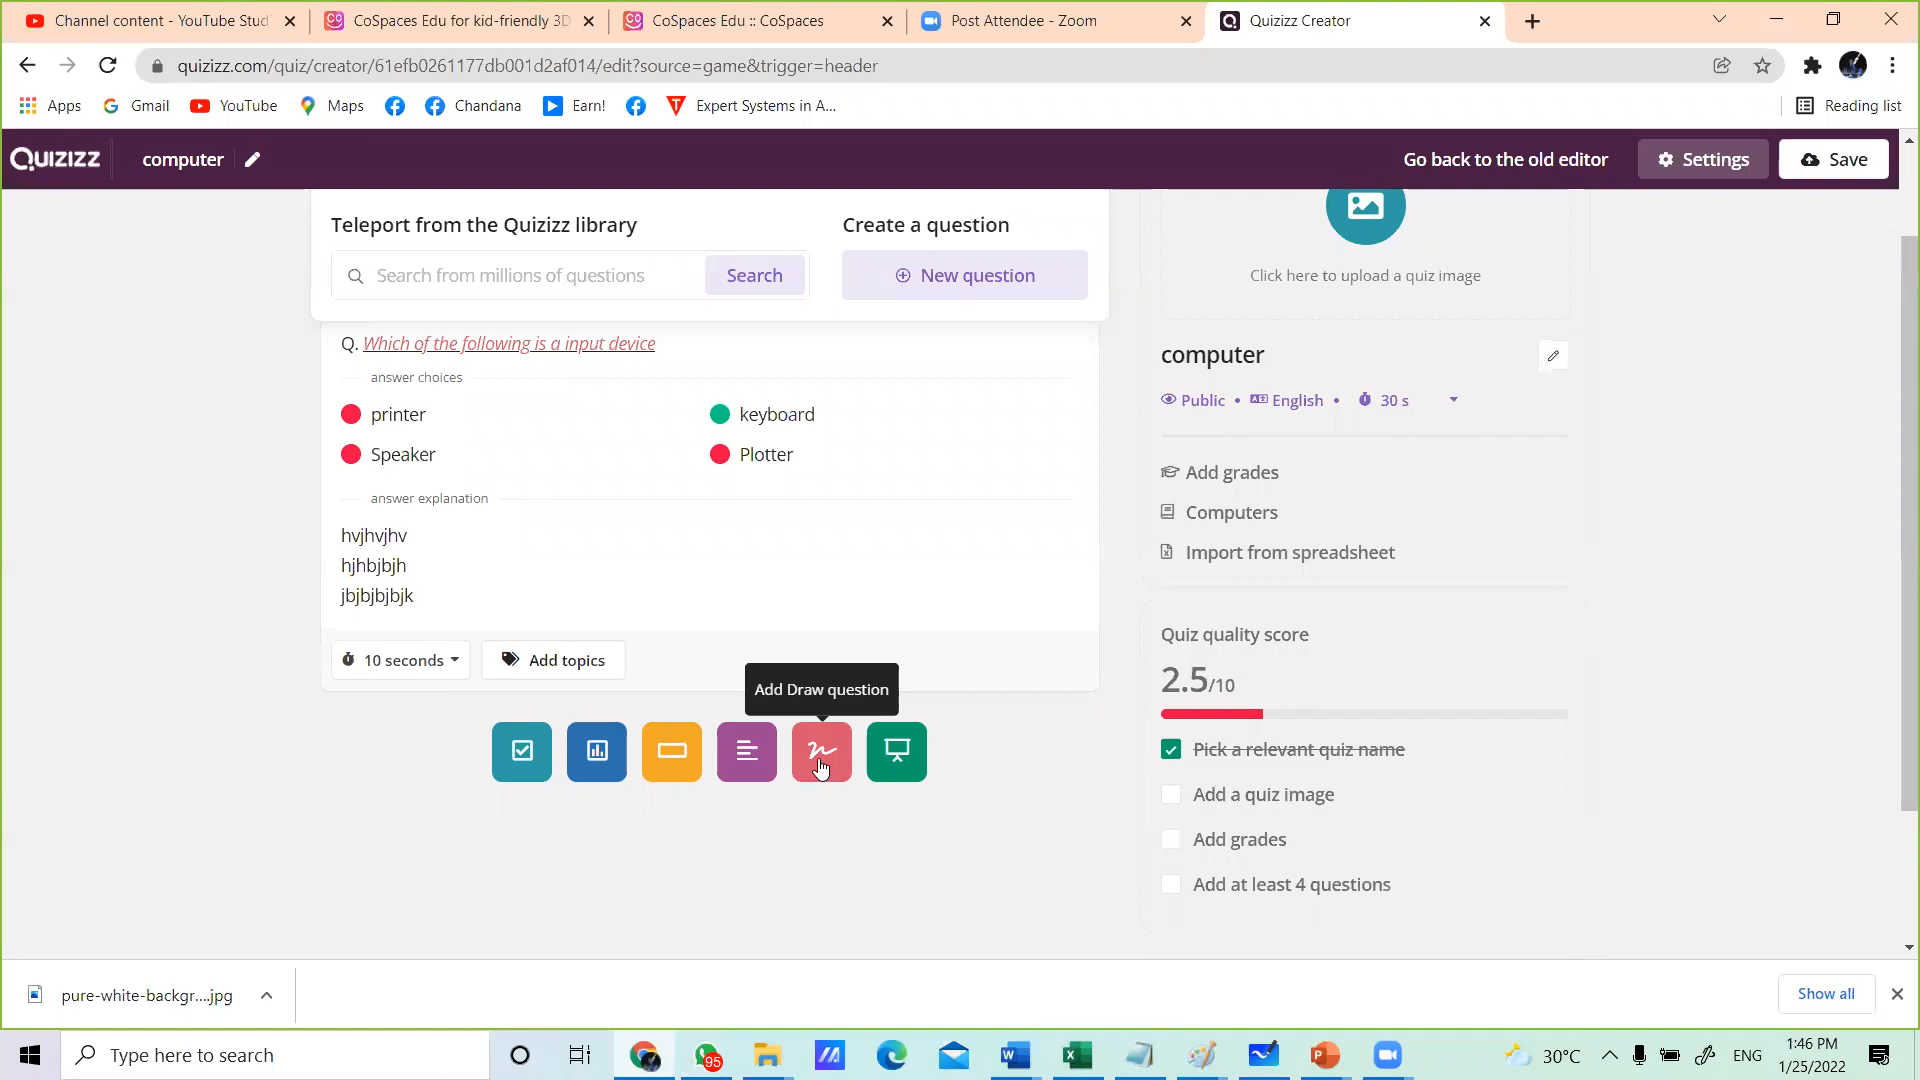 Channel content - YouTube Stud
CoSpaces Edu for kid-friendly 3D
CoSpaces Edu :: CoSpaces
Post Attendee - Zoom
Quizizz Creator
quizizz.com/quiz/creator/61efb0261177db001d2af014/edit?source=game&trigger=header
Apps
Gmail
YouTube
Maps
Chandana
Earn!
Expert Systems in A...
Reading list
QUIZIZZ
computer
Go back to the old editor
Settings
Save
Teleport from the Quizizz library
Create a question
Search from millions of questions
Search
New question
Click here to upload a quiz image
Q. Which of the following is a input device
answer choices
printer
keyboard
Speaker
Plotter
answer explanation
hvjhvjhv
hjhbjbjh
jbjbjbjbjk
10 seconds
Add topics
Add Draw question
computer
Public • English • 30 s
Add grades
Computers
Import from spreadsheet
Quiz quality score
2.5/10
Pick a relevant quiz name
Add a quiz image
Add grades
Add at least 4 questions
pure-white-backgr....jpg
Show all
Type here to search
95
30°C
ENG
1:46 PM
1/25/2022